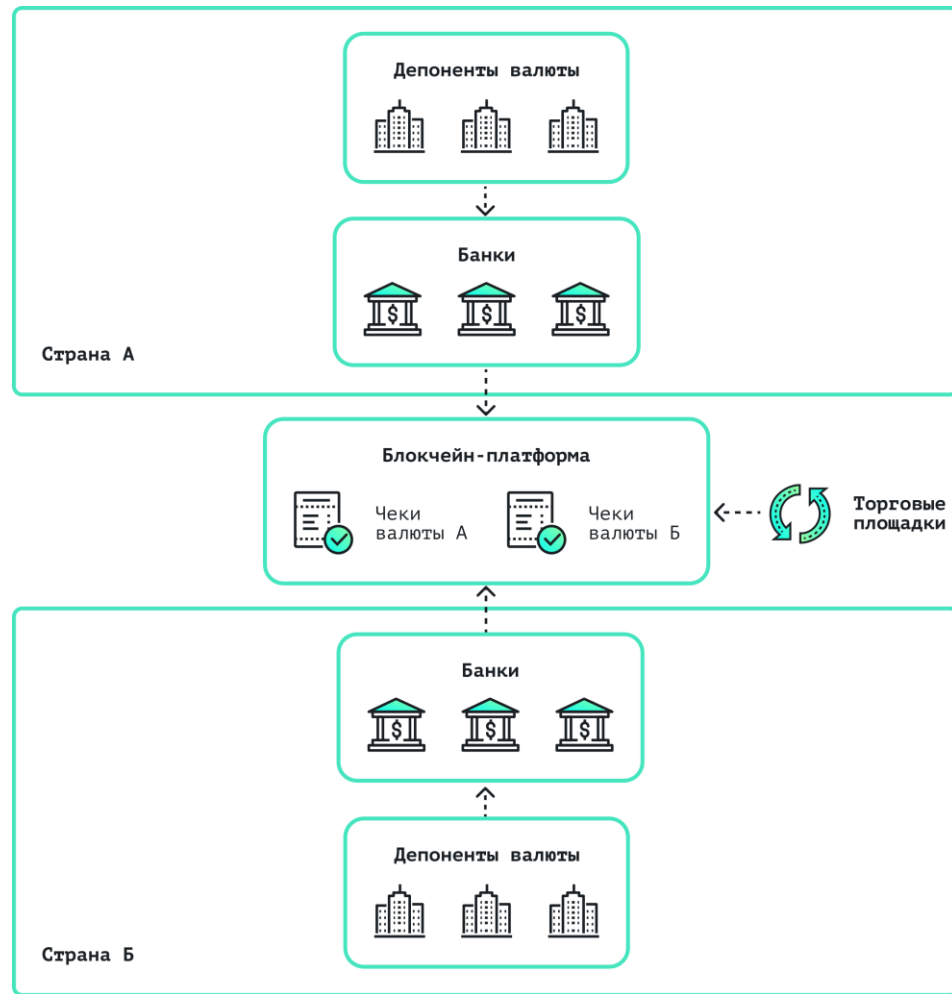 Депоненты валюты
Банки
$ $ $
Страна А
Блокчейн-платформа
Чеки
валюты А
Чеки
валюты Б
Торговые
площадки
Банки
$ $ $
Депоненты валюты
Страна Б